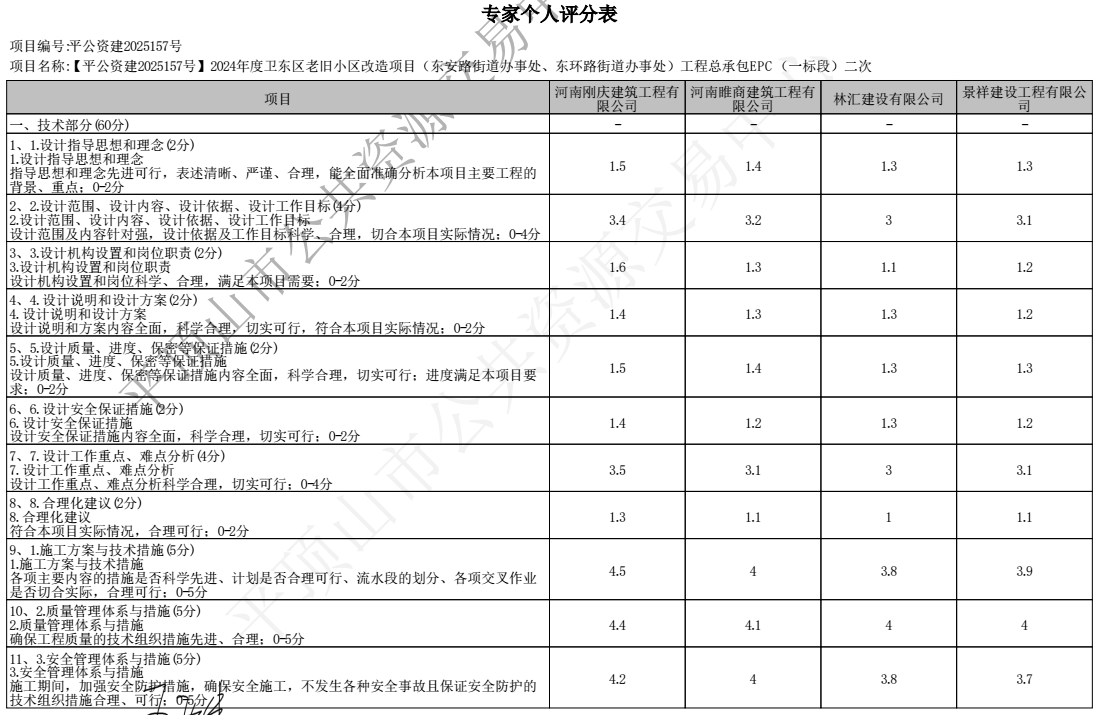 专家个人评分表
项目编号:平公资建2025157号
项目名称:【平公资建2025157号】2024年度卫东区老旧小区改造项目（东安路街道办事处、东环路街道办事处）工程总承包EPC（一标段）二次
项目 河南刚庆建筑工程有限公司 河南睢商建筑工程有限公司 林汇建设有限公司 景祥建设工程有限公司
一、技术部分(60分) - - - -
1、1.设计指导思想和理念(2分)
1.设计指导思想和理念
指导思想和理念先进可行，表述清晰、严谨、合理，能全面准确分析本项目主要工程的
背景、重点；0-2分
1.5 1.4 1.3 1.3
2、2.设计范围、设计内容、设计依据、设计工作目标(4分)
2.设计范围、设计内容、设计依据、设计工作目标
设计范围及内容针对强，设计依据及工作目标科学、合理，切合本项目实际情况；0-4分
3.4 3.2 3 3.1
3、3.设计机构设置和岗位职责(2分)
3.设计机构设置和岗位职责
设计机构设置和岗位科学、合理，满足本项目需要；0-2分
1.6 1.3 1.1 1.2
4、4.设计说明和设计方案(2分)
4.设计说明和设计方案
设计说明和方案内容全面，科学合理，切实可行，符合本项目实际情况；0-2分
1.4 1.3 1.3 1.2
5、5.设计质量、进度、保密等保证措施(2分)
5.设计质量、进度、保密等保证措施
设计质量、进度、保密等保证措施内容全面，科学合理，切实可行；进度满足本项目要
求；0-2分
1.5 1.4 1.3 1.3
6、6.设计安全保证措施(2分)
6.设计安全保证措施
设计安全保证措施内容全面，科学合理，切实可行；0-2分
1.4 1.2 1.3 1.2
7、7.设计工作重点、难点分析(4分)
7.设计工作重点、难点分析
设计工作重点、难点分析科学合理，切实可行；0-4分
3.5 3.1 3 3.1
8、8.合理化建议(2分)
8.合理化建议
符合本项目实际情况，合理可行；0-2分
1.3 1.1 1 1.1
9、1.施工方案与技术措施(5分)
1.施工方案与技术措施
各项主要内容的措施是否科学先进、计划是否合理可行、流水段的划分、各项交叉作业
是否切合实际，合理可行；0-5分
4.5 4 3.8 3.9
10、2.质量管理体系与措施(5分)
2.质量管理体系与措施
确保工程质量的技术组织措施先进、合理；0-5分
4.4 4.1 4 4
11、3.安全管理体系与措施(5分)
3.安全管理体系与措施
施工期间，加强安全防护措施，确保安全施工，不发生各种安全事故且保证安全防护的
技术组织措施合理、可行；0-5分
4.2 4 3.8 3.7
平顶山市公共资源交易中
平顶山市公共资源交易中心